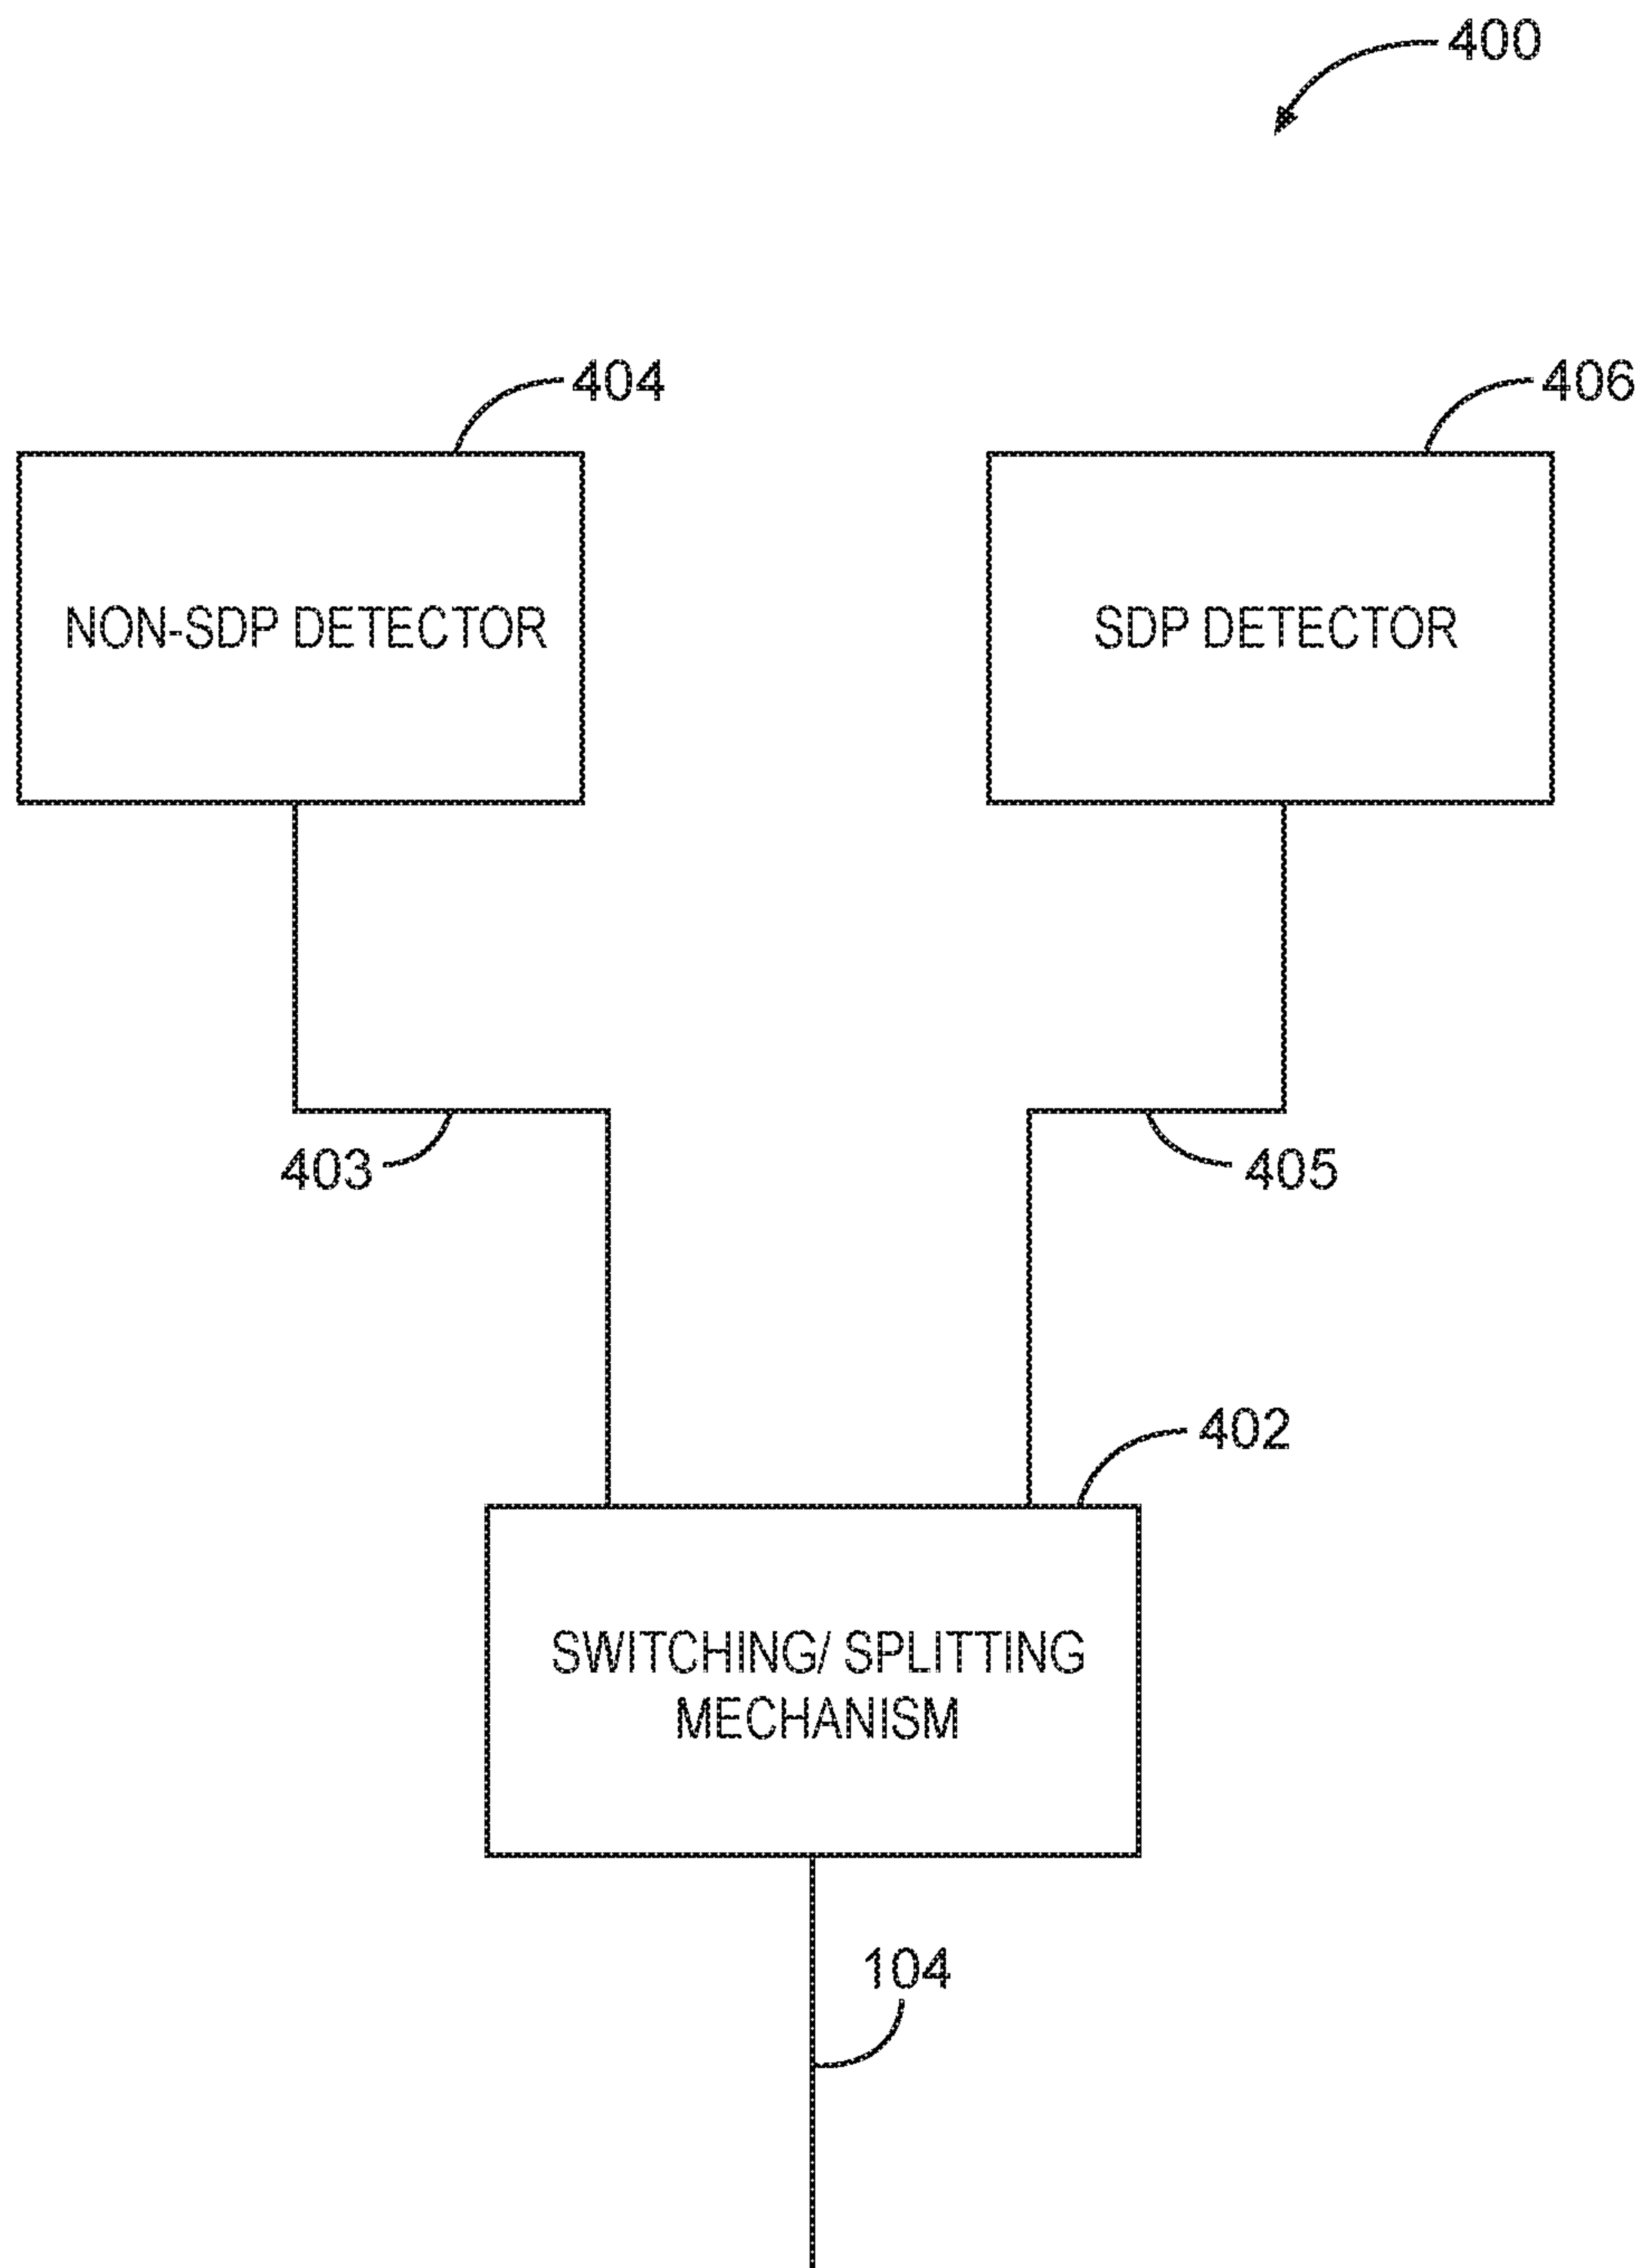 400
404
406
NON-SDP DETECTOR
SDP DETECTOR
403
405
402
SWITCHING/ SPLITTING
MECHANISM
104